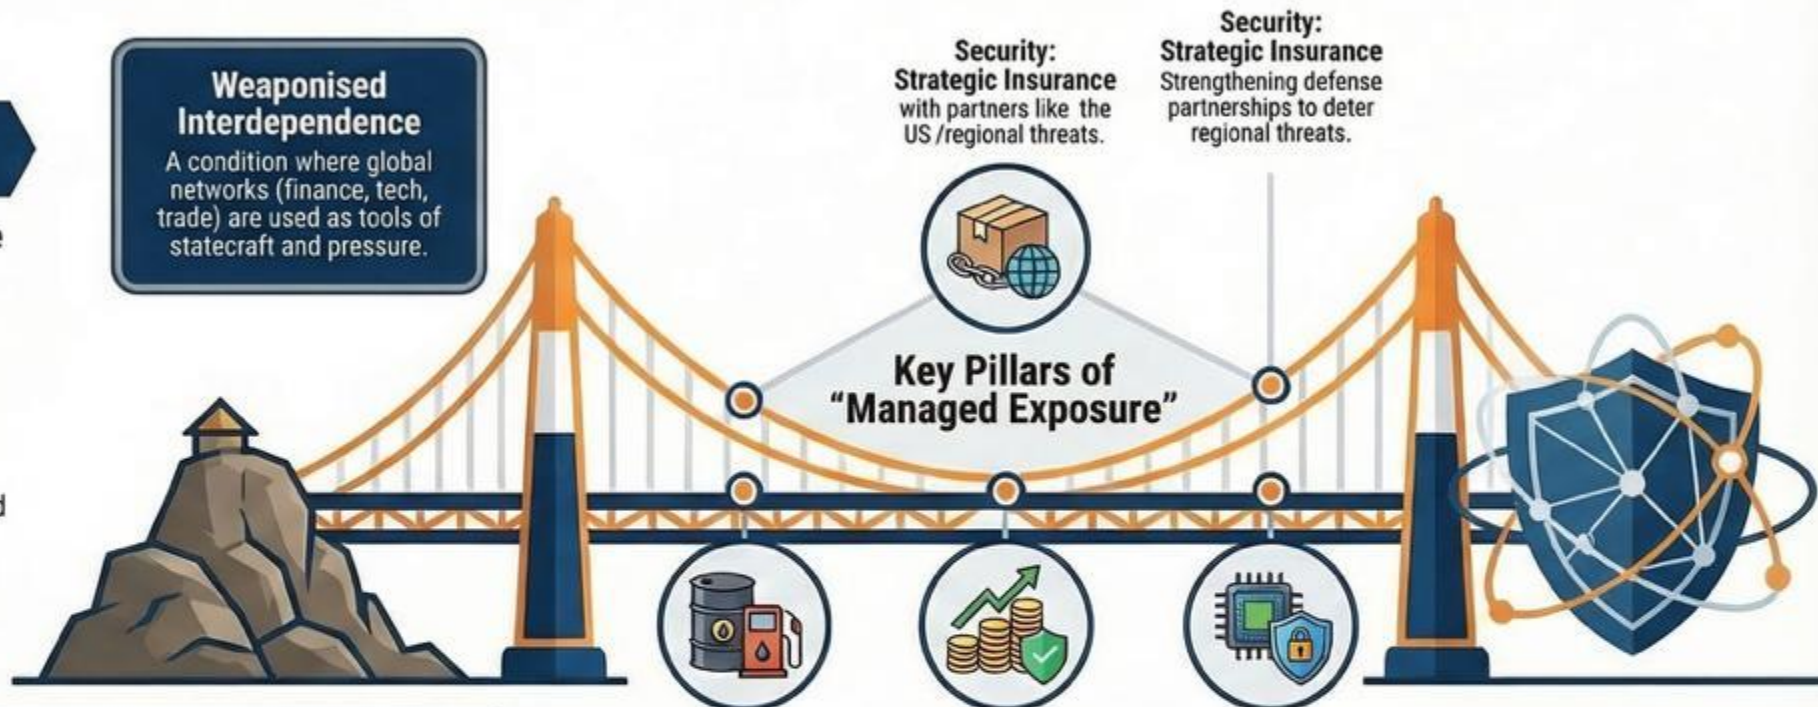 Weaponised
Interdependence
A condition where global
networks (finance, tech,
trade) are used as tools of
statecraft and pressure.
Security:
Strategic Insurance
with partners like the
US /regional threats.
Security:
Strategic Insurance
Strengthening defense
partnerships to deter
regional threats.
Key Pillars of
“Managed Exposure”